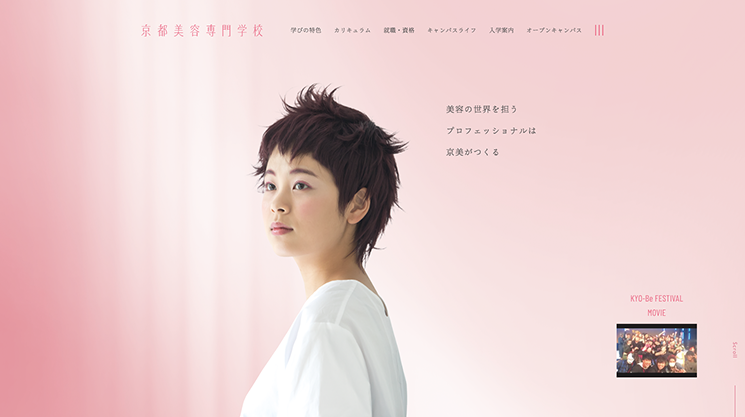 京都美容専門学校
学びの特色 カリキュラム 就職・資格 キャンパスライフ 入学案内 オープンキャンパス
美容の世界を担う
プロフェッショナルは
京美がつくる
KYO-Be FESTIVAL
MOVIE
Scroll